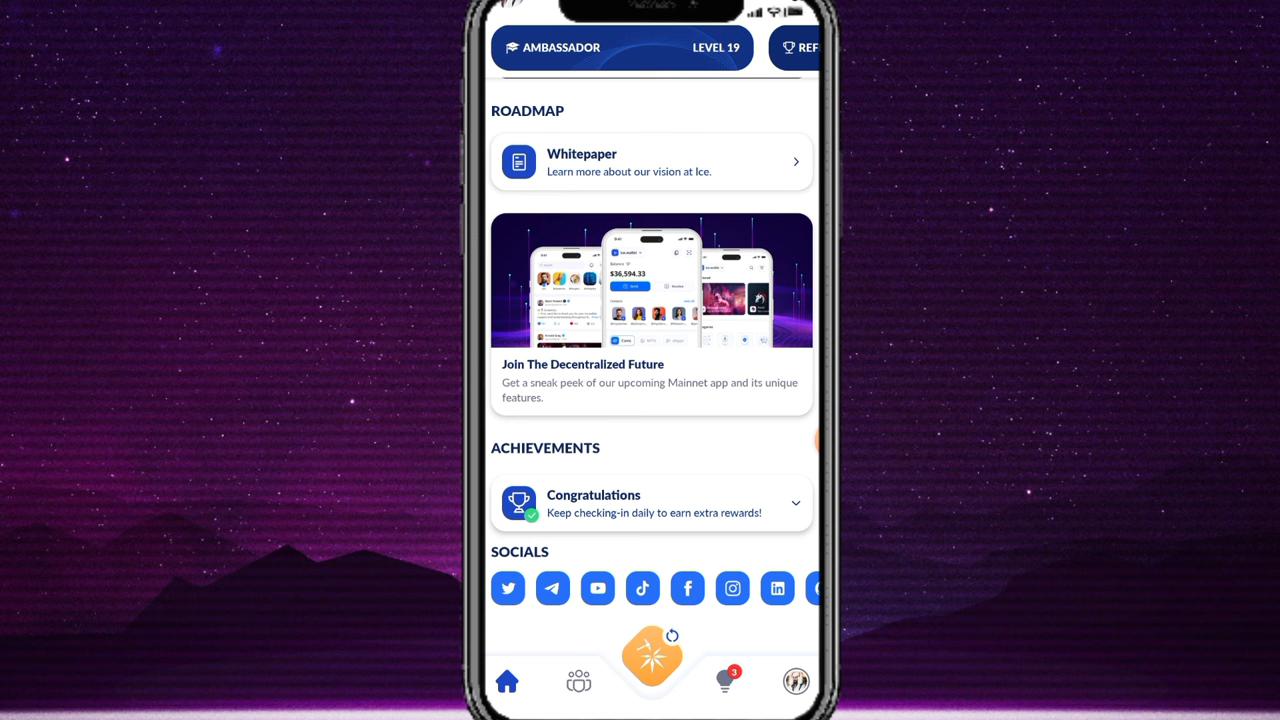 AMBASSADOR LEVEL 19
REF
ROADMAP
Whitepaper
Learn more about our vision at Ice.
$36,594.33
Send
Join The Decentralized Future
Get a sneak peek of our upcoming Mainnet app and its unique
features.
ACHIEVEMENTS
Congratulations
Keep checking-in daily to earn extra rewards!
SOCIALS
3